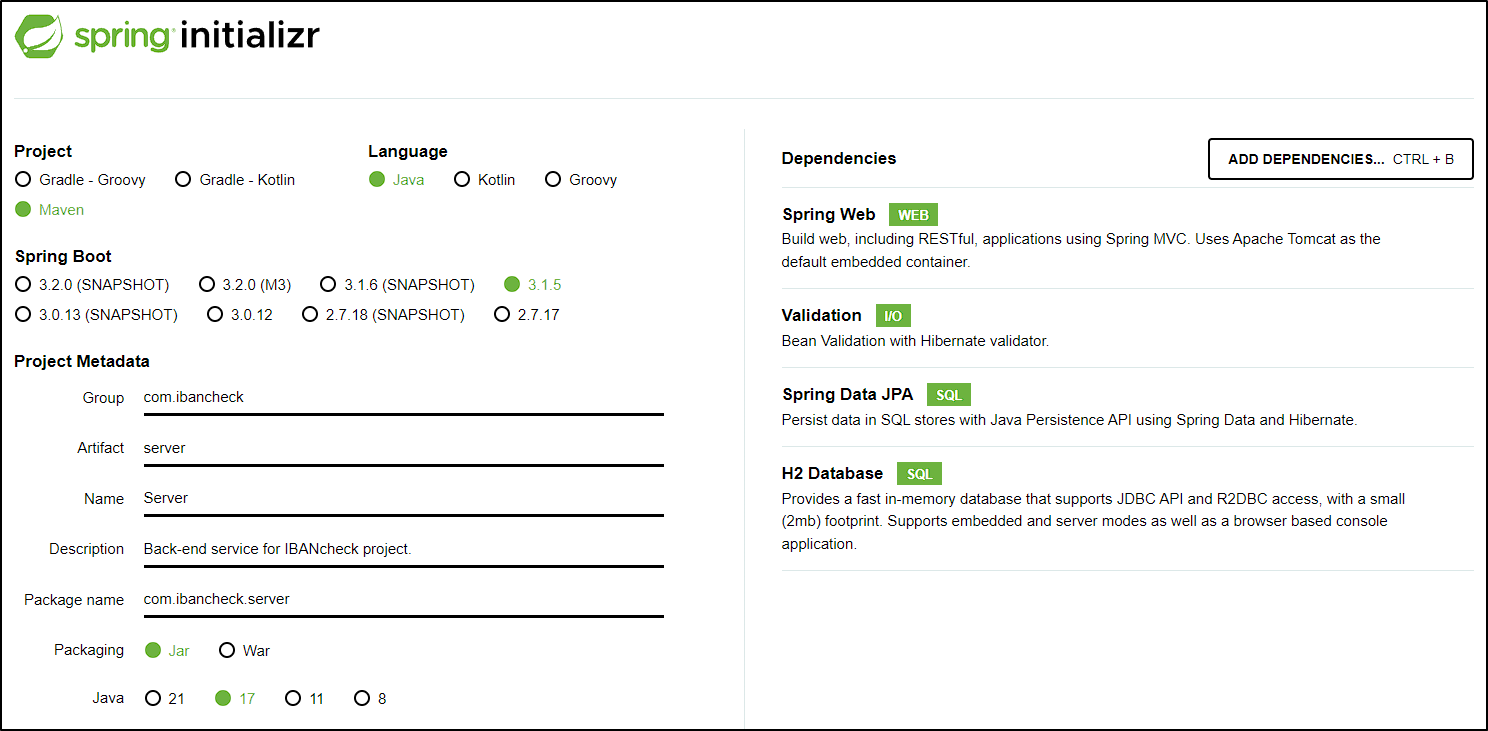 spring initializr
Project
Gradle - Groovy Gradle - Kotlin
Maven
Language
Java Kotlin Groovy
Spring Boot
3.2.0 (SNAPSHOT) 3.2.0 (M3) 3.1.6 (SNAPSHOT) 3.1.5
3.0.13 (SNAPSHOT) 3.0.12 2.7.18 (SNAPSHOT) 2.7.17
Project Metadata
Group com.ibancheck
Artifact server
Name Server
Description Back-end service for IBANcheck project.
Package name com.ibancheck.server
Packaging Jar War
Java 21 17 11 8
Dependencies ADD DEPENDENCIES... CTRL + B
Spring Web WEB
Build web, including RESTful, applications using Spring MVC. Uses Apache Tomcat as the
default embedded container.
Validation I/O
Bean Validation with Hibernate validator.
Spring Data JPA SQL
Persist data in SQL stores with Java Persistence API using Spring Data and Hibernate.
H2 Database SQL
Provides a fast in-memory database that supports JDBC API and R2DBC access, with a small
(2mb) footprint. Supports embedded and server modes as well as a browser based console
application.